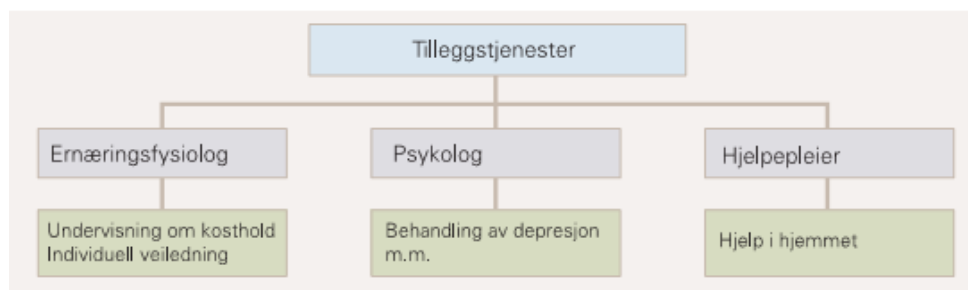 Tilleggstjenester
Ernæringsfysiolog
Psykolog
Hjelpepleier
Undervisning om kosthold
Individuell veiledning
Behandling av depresjon
m.m.
Hjelp i hjemmet